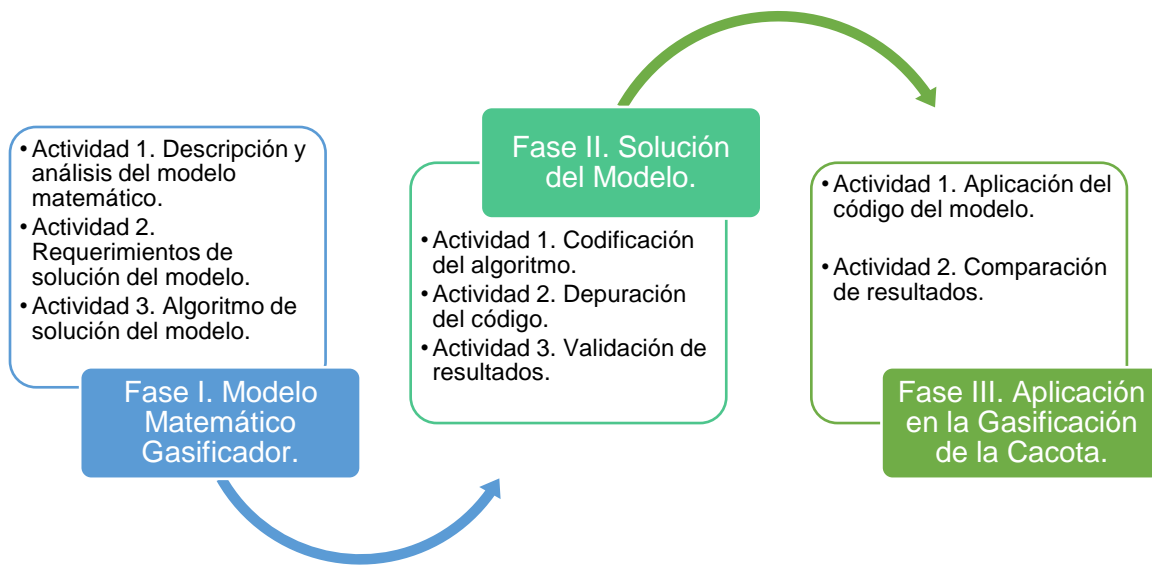 • Actividad 1. Descripción y
análisis del modelo
matemático.
• Actividad 2.
Requerimientos de
solución del modelo.
• Actividad 3. Algoritmo de
solución del modelo.
Fase I. Modelo
Matemático
Gasificador.
Fase II. Solución
del Modelo.
• Actividad 1. Codificación
del algoritmo.
• Actividad 2. Depuración
del código.
• Actividad 3. Validación de
resultados.
• Actividad 1. Aplicación del
código del modelo.
• Actividad 2. Comparación
de resultados.
Fase III. Aplicación
en la Gasificación
de la Cacota.